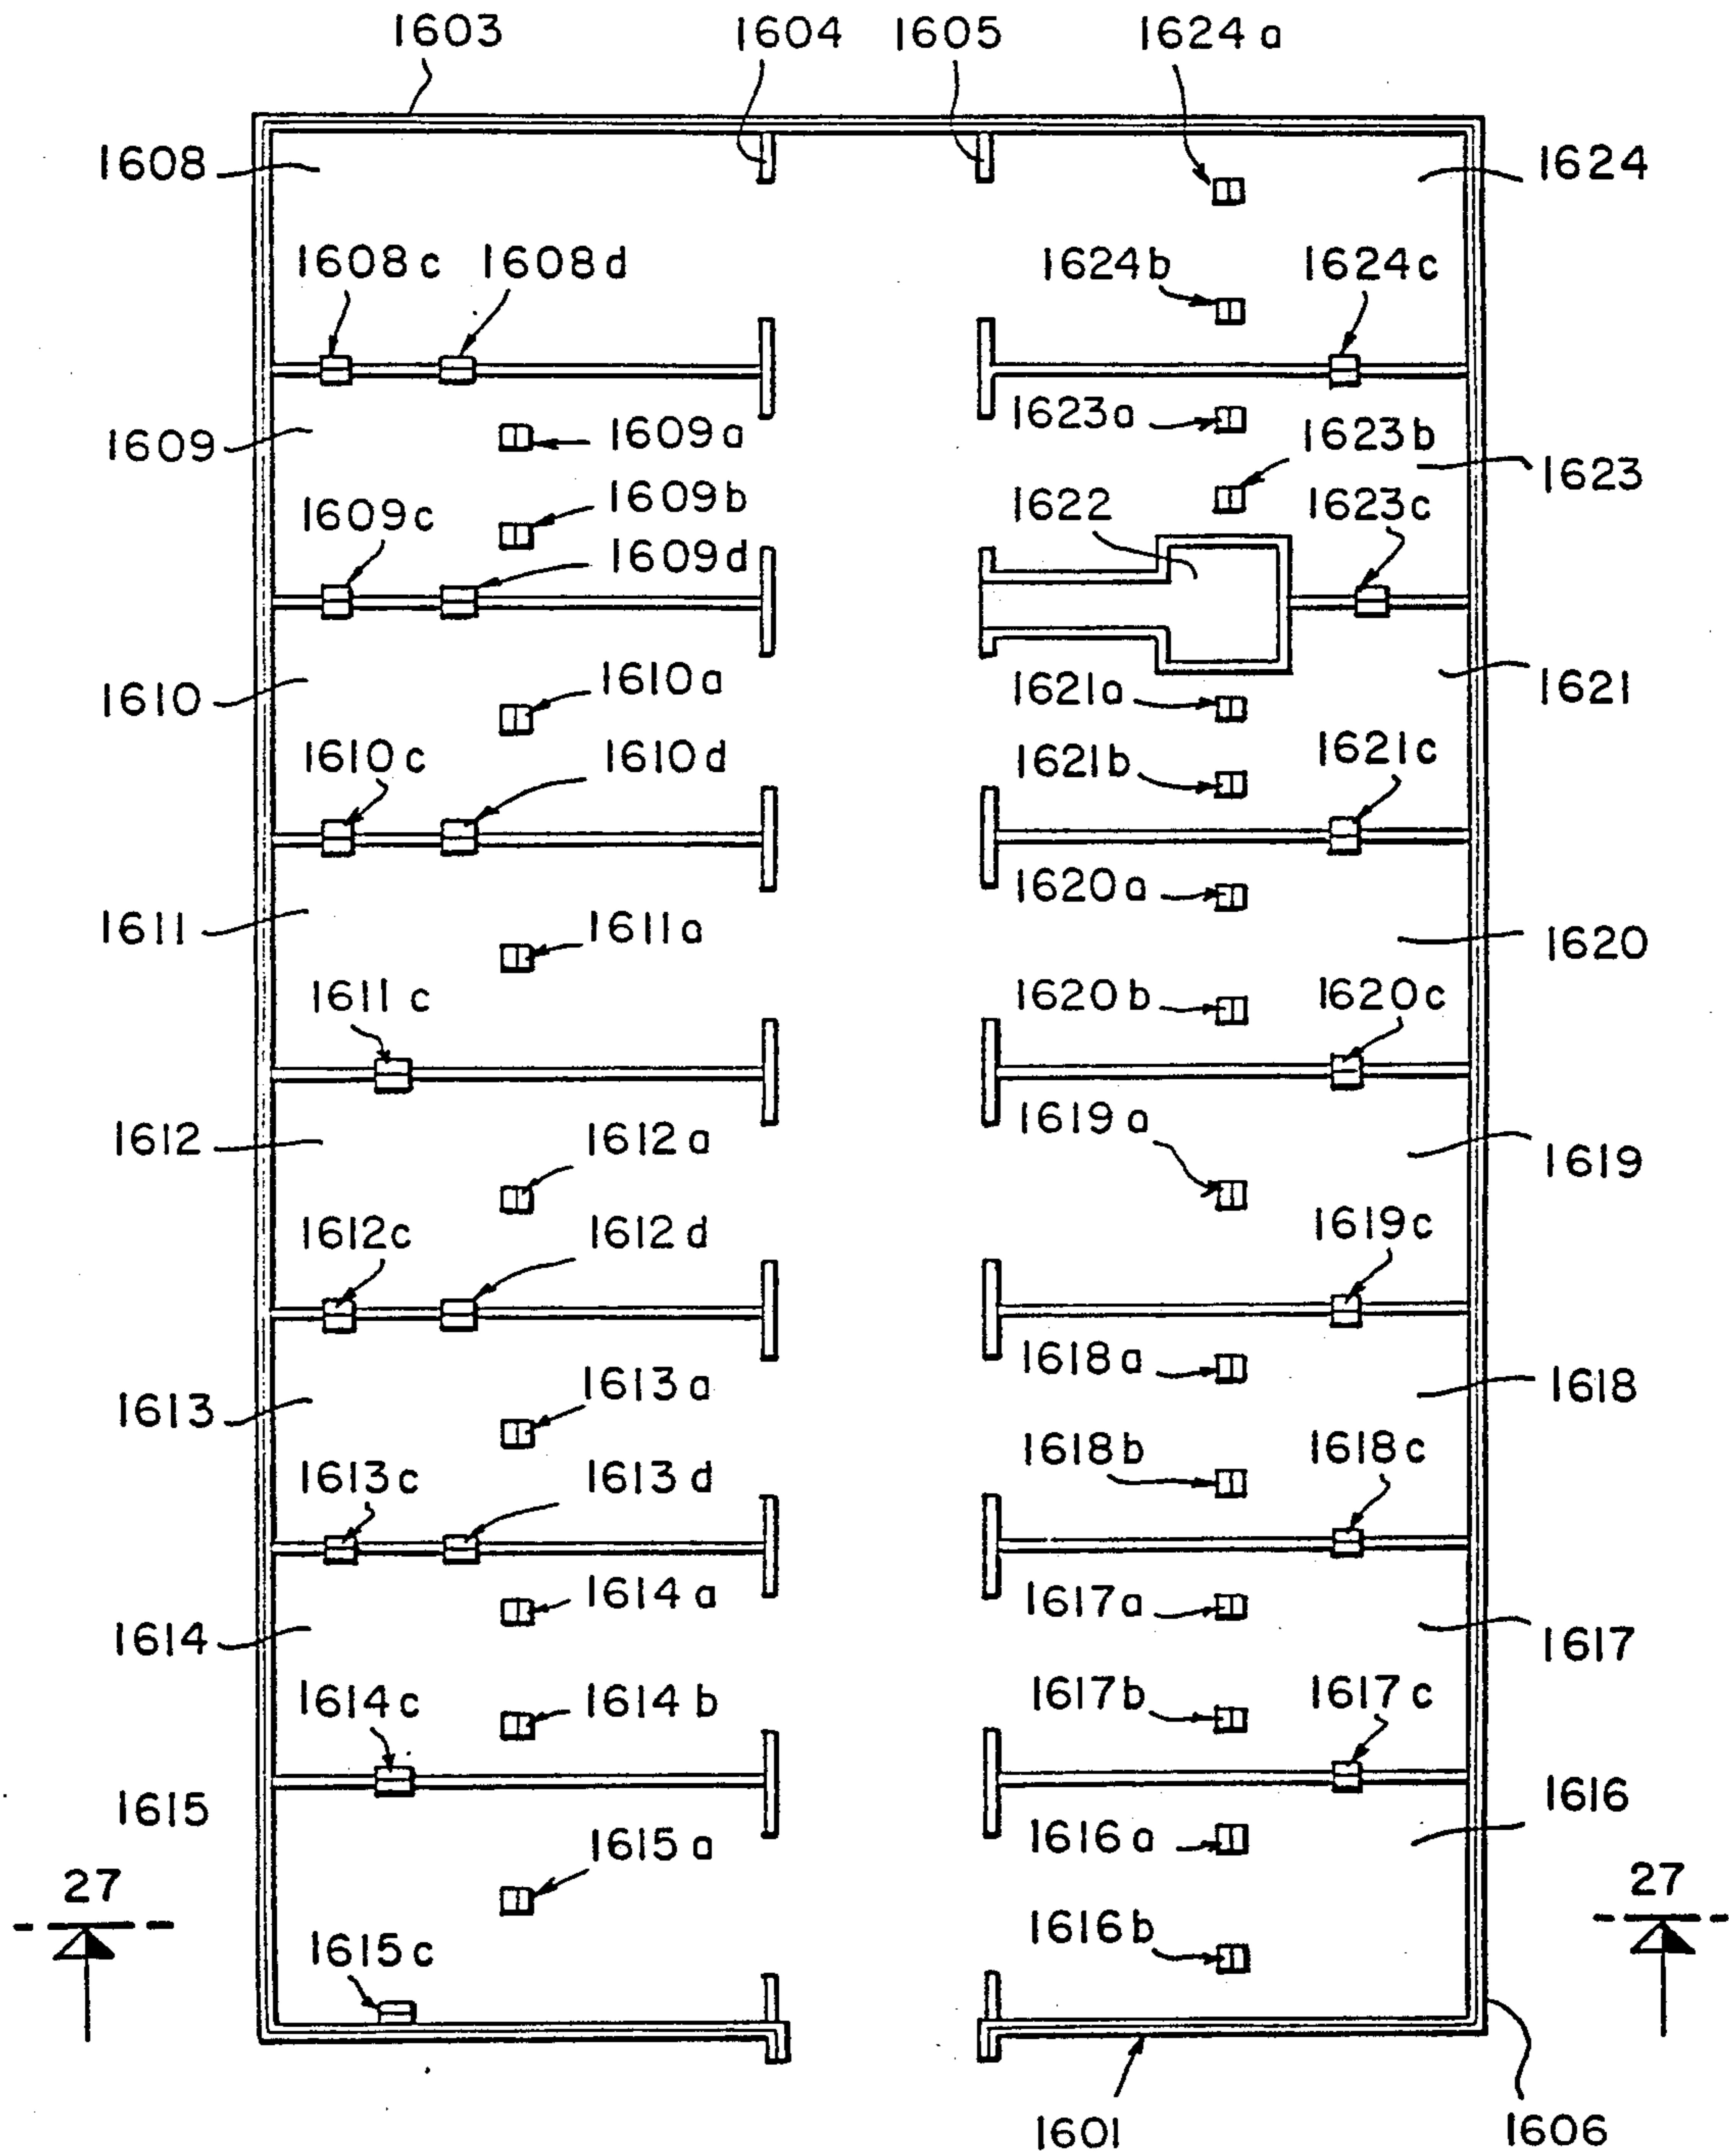 1603 1604 1605 1624a
1608 1624
1608c 1608d 1624b 1624c
1609 1609a 1623a 1623b
1623
1609c 1609b 1622 1623c
1609d
1610 1610a 1621a 1621
1610c 1610d 1621b 1621c
1611 1611a 1620a 1620
1611c 1620b 1620c
1612 1612a 1619a 1619
1612c 1612d 1619c
1613 1613a 1618a 1618
1613c 1613d 1618b 1618c
1614 1614a 1617a 1617
1614c 1614b 1617b 1617c
1615 1615a 1616a 1616
27 27
1615c 1616b
1601 1606